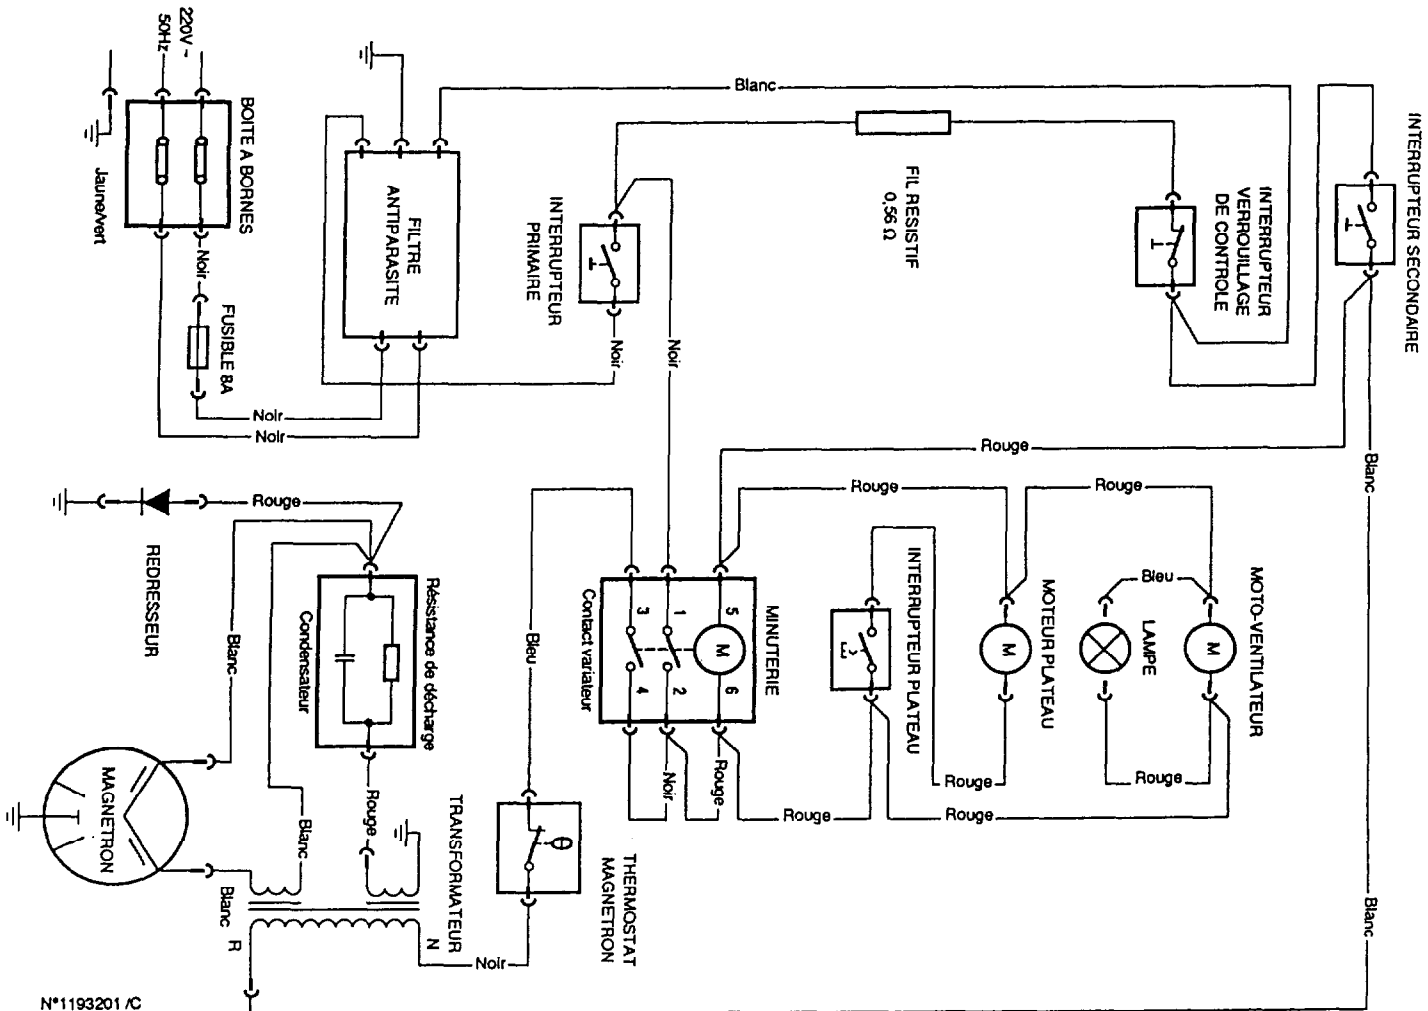 220V ~
50Hz
BOITE A BORNES
Jaune/vert
Noir
FUSIBLE 8A
Noir
Noir
FILTRE
ANTIPARASITE
Blanc
INTERRUPTEUR
PRIMAIRE
Noir
Noir
FIL RESISTIF
0,56 Ω
INTERRUPTEUR
VERROUILLAGE
DE CONTROLE
INTERRUPTEUR SECONDAIRE
Rouge
Blanc
Rouge
REDRESSEUR
Blanc
Résistance de décharge
Condensateur
Rouge
Blanc
MAGNETRON
Blanc
R
N
TRANSFORMATEUR
Noir
Bleu
θ
THERMOSTAT
MAGNETRON
MINUTERIE
Contact variateur
3
1
5
4
2
6
M
Noir
Rouge
Rouge
Rouge
INTERRUPTEUR PLATEAU
Rouge
Rouge
M
MOTEUR PLATEAU
Rouge
Bleu
LAMPE
Rouge
M
MOTO-VENTILATEUR
Blanc
N°1193201 /C